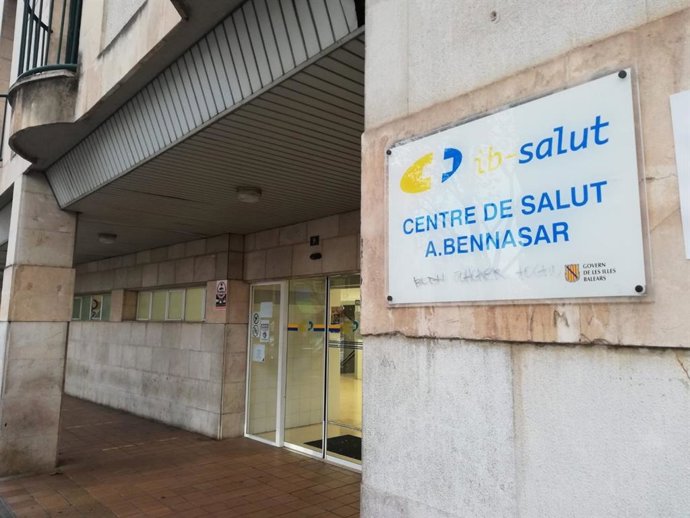 ib-salut
CENTRE DE SALUT
A.BENNASAR
GOVERN
DE LES ILLES
BALEARS